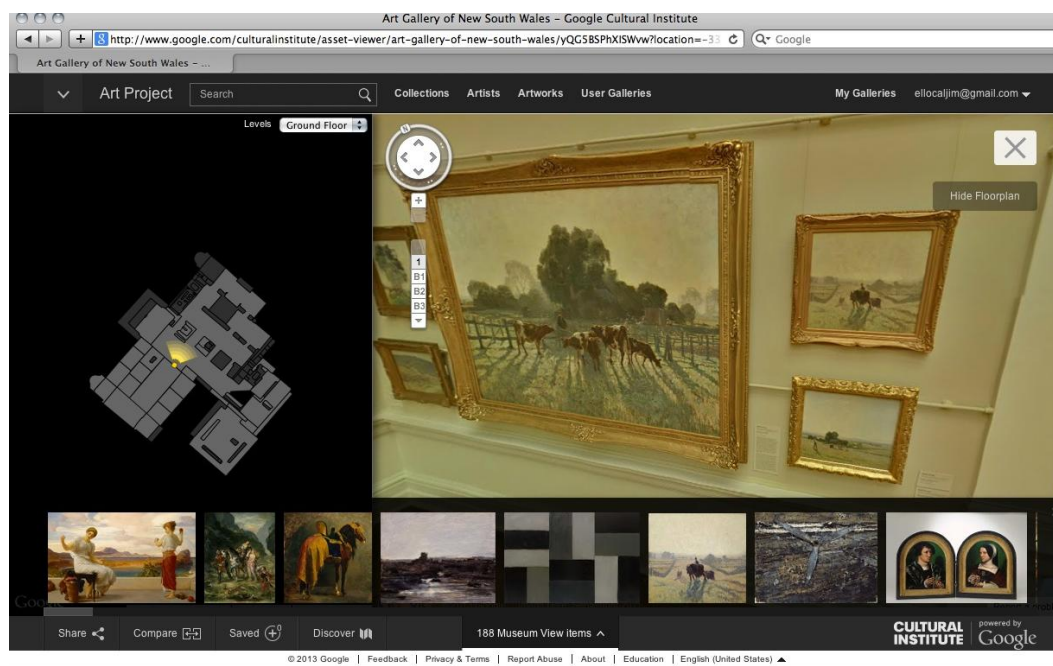 Art Gallery of New South Wales – Google Cultural Institute
http://www.google.com/culturalinstitute/asset-viewer/art-gallery-of-new-south-wales/yQG5BSPhXISWvw?location=-33
Google
Art Gallery of New South Wales – ...
Art Project
Search
Collections Artists Artworks User Galleries
My Galleries ellocaljim@gmail.com
Levels Ground Floor
N
Hide Floorplan
1
B1
B2
B3
Share Compare Saved 0 Discover
188 Museum View items
CULTURAL INSTITUTE
powered by
Google
© 2013 Google | Feedback | Privacy & Terms | Report Abuse | About | Education | English (United States)